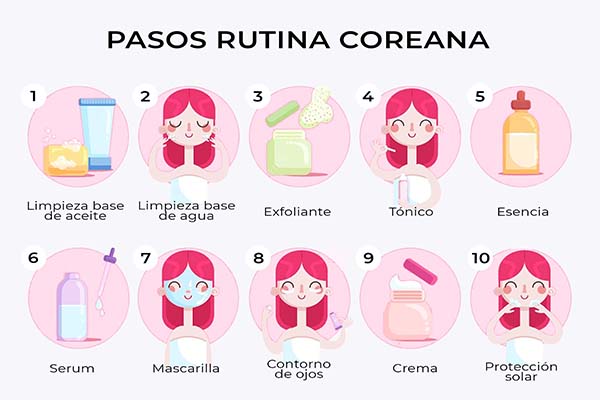 PASOS RUTINA COREANA
1
Limpieza base
de aceite
2
Limpieza base
de agua
3
Exfoliante
4
Tónico
5
Esencia
6
Serum
7
Mascarilla
8
Contorno
de ojos
9
Crema
10
Protección
solar